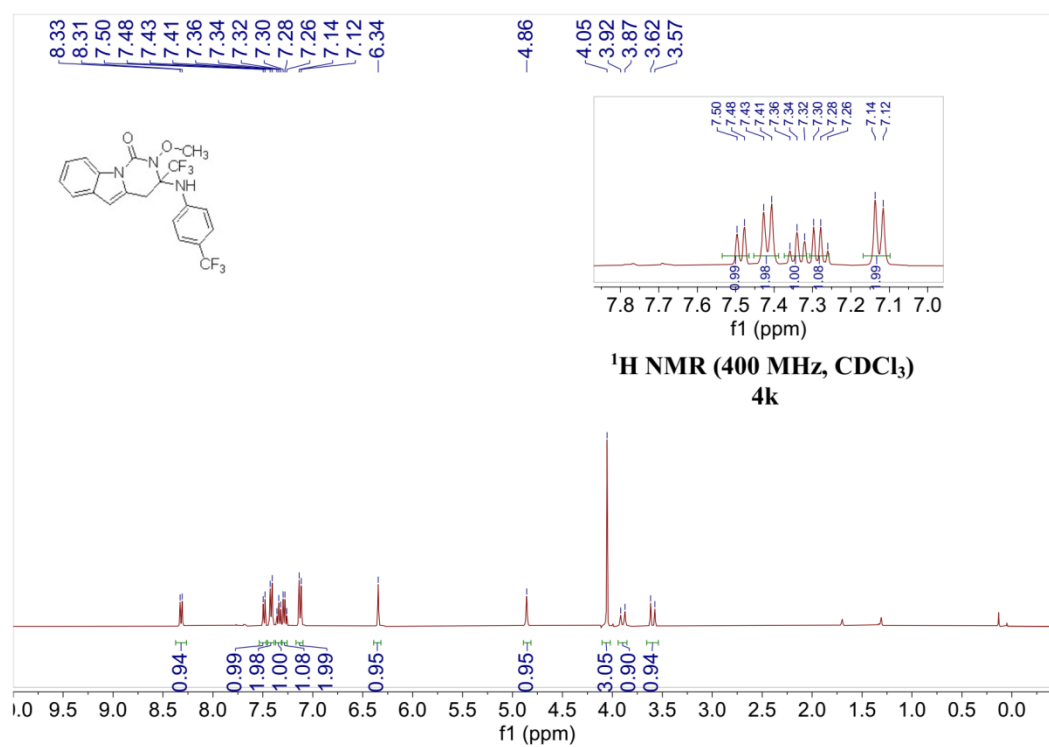 8.33 8.31 7.50 7.48 7.43 7.41 7.36 7.34 7.32 7.30 7.28 7.26 7.14 7.12 6.34 4.86 4.05 3.92 3.87 3.62 3.57
7.50 7.48 7.43 7.41 7.36 7.34 7.32 7.30 7.28 7.26 7.14 7.12
O
O CH₃
N N CF₃
NH
CF₃
0.99 1.98 1.00 1.08 1.99
7.8 7.7 7.6 7.5 7.4 7.3 7.2 7.1 7.0
f1 (ppm)
¹H NMR (400 MHz, CDCl₃)
4k
0.94 0.99 1.98 1.00 1.08 1.99 0.95 0.95 3.05 0.90 0.94
).0 9.5 9.0 8.5 8.0 7.5 7.0 6.5 6.0 5.5 5.0 4.5 4.0 3.5 3.0 2.5 2.0 1.5 1.0 0.5 0.0
f1 (ppm)